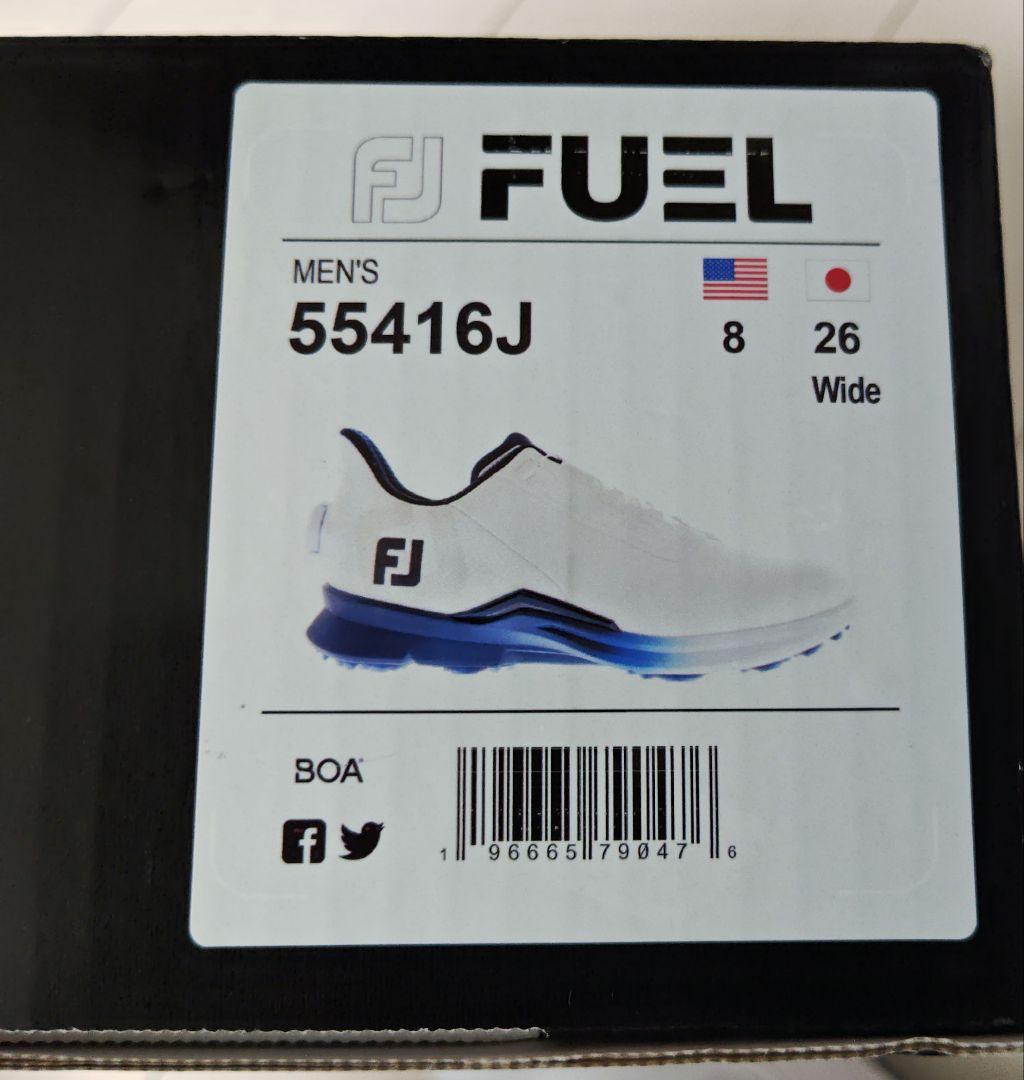 FJ FUEL
MEN'S
55416J
8 26
Wide
FJ
BOA
f
1 96665 79047 6